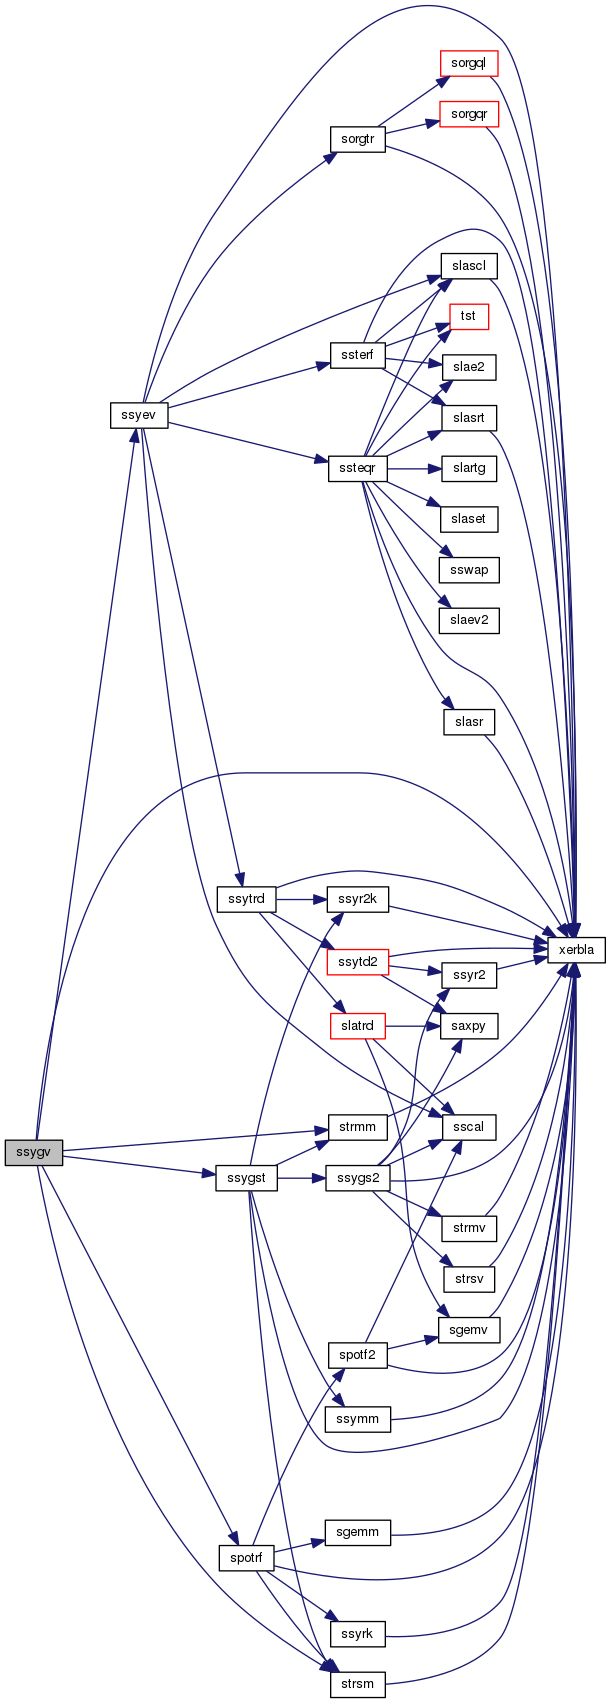 sorgql
sorgqr
sorgtr
slascl
tst
ssterf
slae2
ssyev
slasrt
ssteqr
slartg
slaset
sswap
slaev2
slasr
ssytrd
ssyr2k
xerbla
ssytd2
ssyr2
slatrd
saxpy
strmm
sscal
ssygv
ssygst
ssygs2
strmv
strsv
sgemv
spotf2
ssymm
sgemm
spotrf
ssyrk
strsm